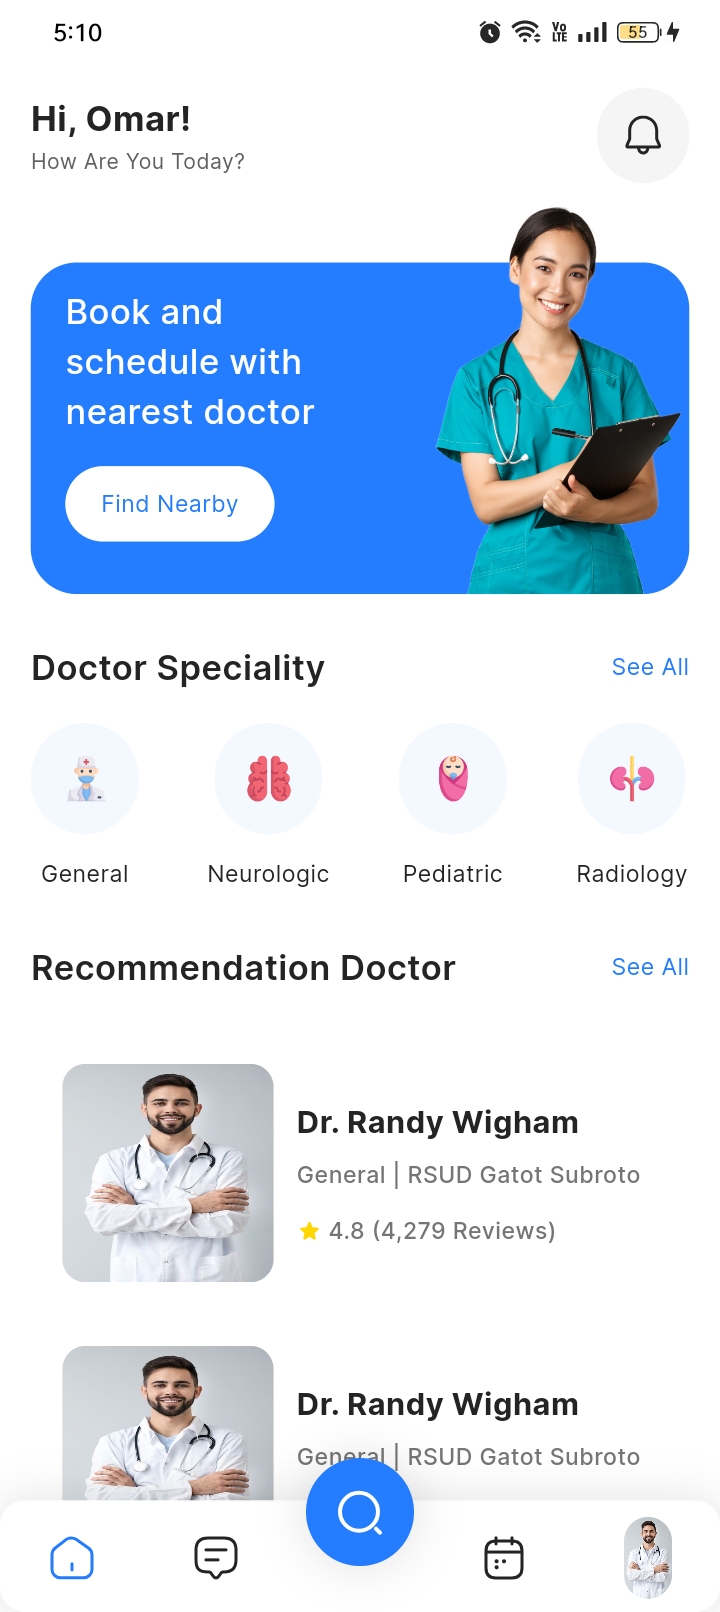 5:10
Vo
LTE
55
Hi, Omar!
How Are You Today?
Book and
schedule with
nearest doctor
Find Nearby
Doctor Speciality
See All
General
Neurologic
Pediatric
Radiology
Recommendation Doctor
See All
Dr. Randy Wigham
General | RSUD Gatot Subroto
4.8 (4,279 Reviews)
Dr. Randy Wigham
General | RSUD Gatot Subroto